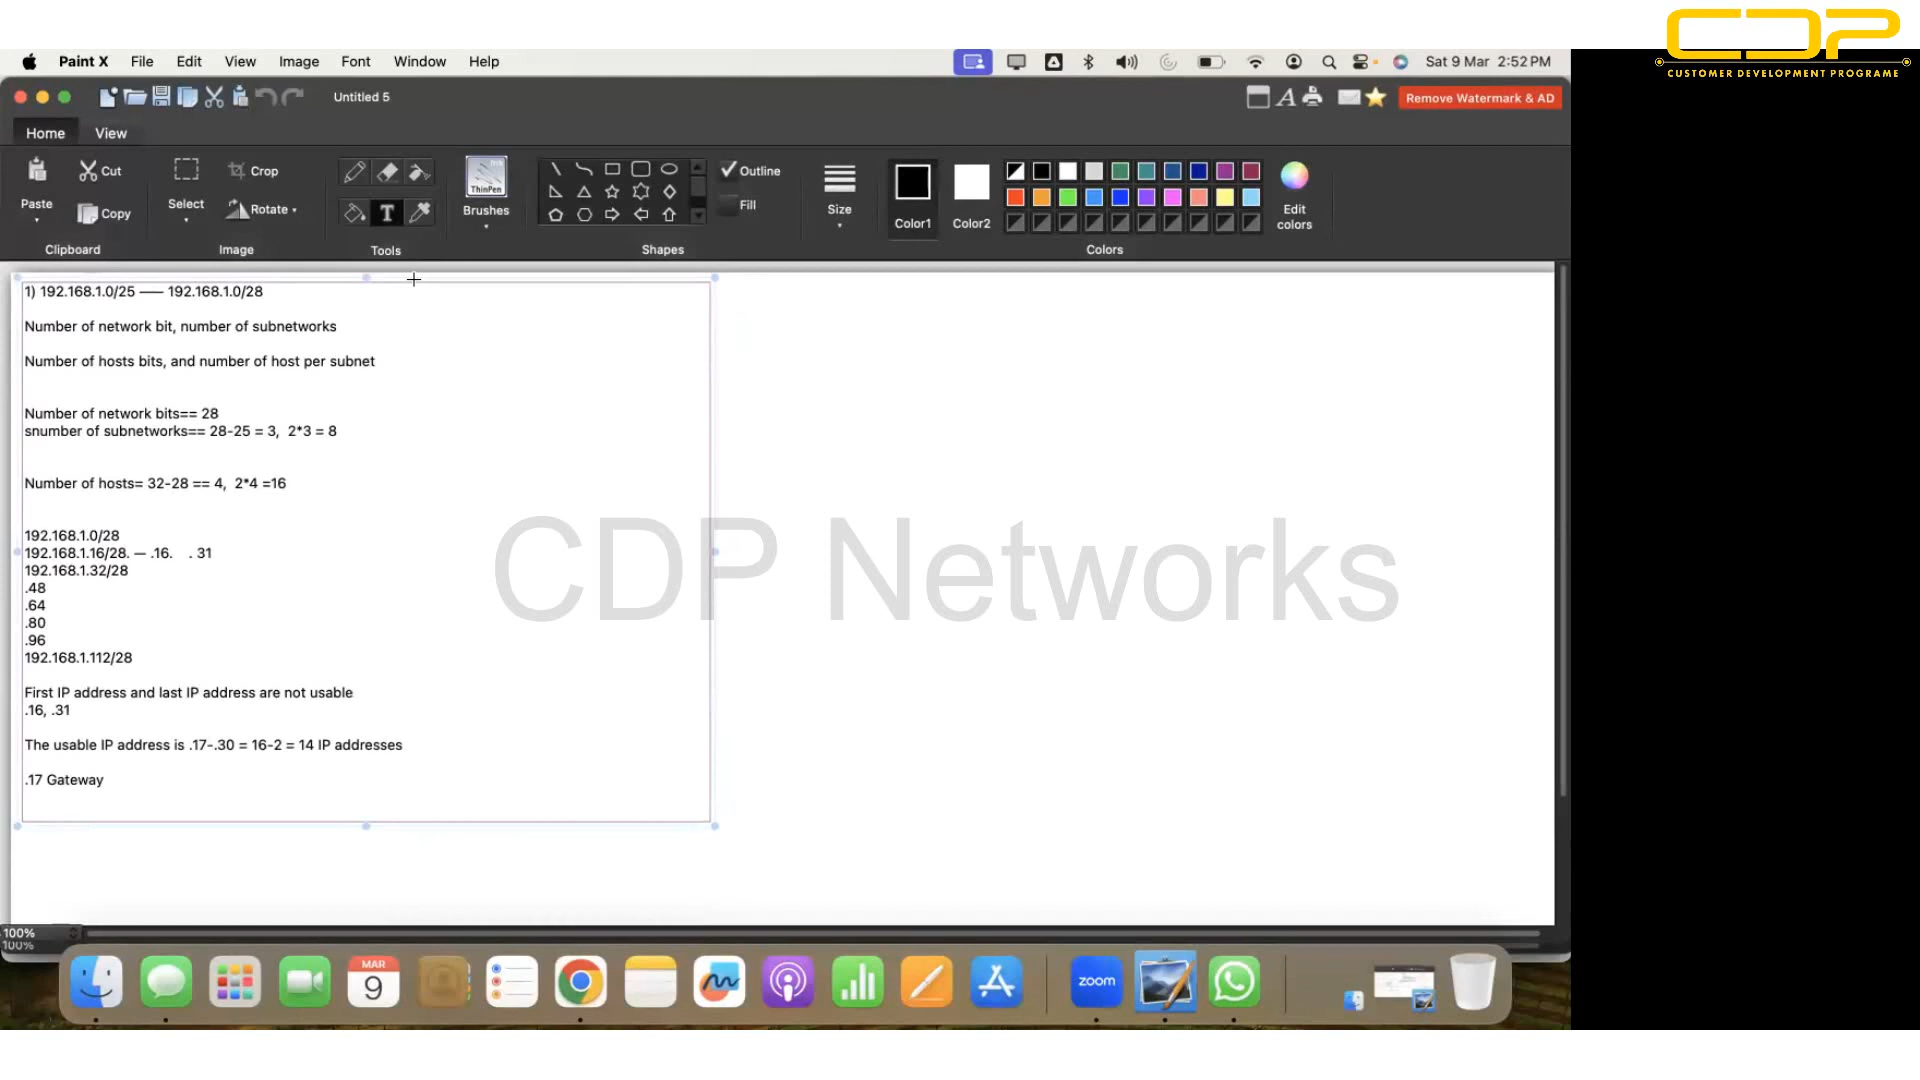 CDP
CUSTOMER DEVELOPMENT PROGRAME
Paint X File Edit View Image Font Window Help
Sat 9 Mar 2:52 PM
Untitled 5
Remove Watermark & AD
Home View
Paste
Cut
Copy
Clipboard
Select
Crop
Rotate
Image
Tools
Ink
ThinPen
Brushes
Outline
Fill
Shapes
Size
Color1
Color2
Edit
colors
Colors
1) 192.168.1.0/25 —– 192.168.1.0/28
Number of network bit, number of subnetworks
Number of hosts bits, and number of host per subnet
Number of network bits== 28
snumber of subnetworks== 28-25 = 3, 2*3 = 8
Number of hosts= 32-28 == 4, 2*4 =16
192.168.1.0/28
192.168.1.16/28. — .16. . 31
192.168.1.32/28
.48
.64
.80
.96
192.168.1.112/28
First IP address and last IP address are not usable
.16, .31
The usable IP address is .17-.30 = 16-2 = 14 IP addresses
.17 Gateway
CDP Networks
100%
100%
MAR
9
zoom